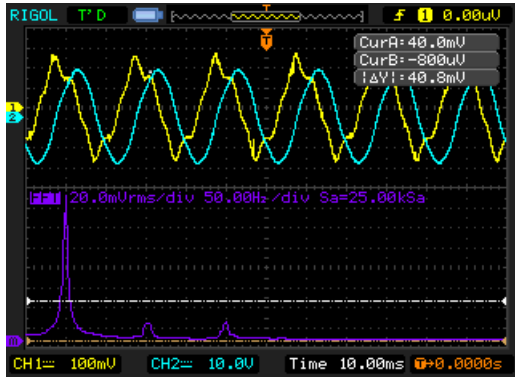 RIGOL T'D T f 1 0.00uV
T
CurA:40.0mV
CurB:-800uV
|ΔY|:40.8mV
1
2
FFT 20.0mVrms/div 50.00Hz/div Sa=25.00kSa
m
CH1 100mV CH2 10.0V Time 10.00ms T→0.0000s